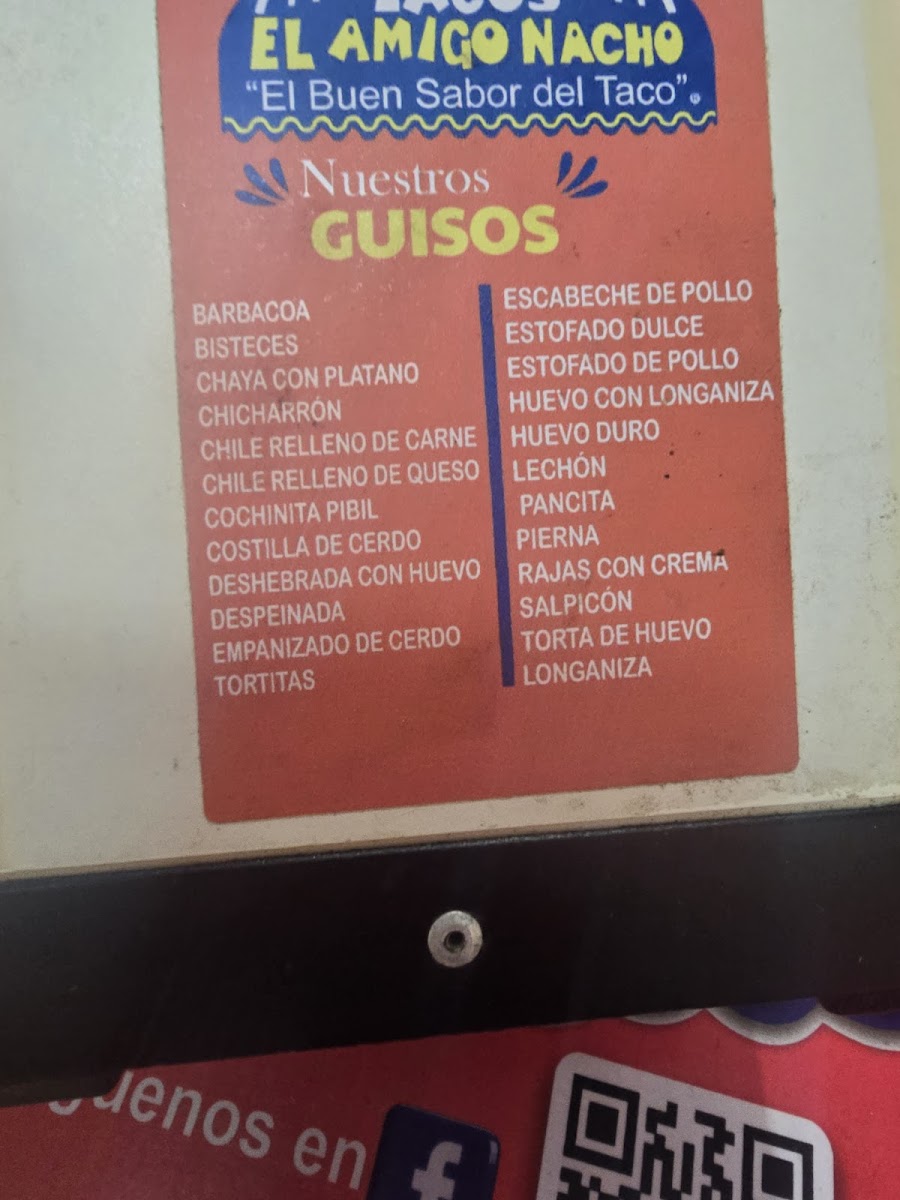 TACOS
EL AMIGO NACHO
"El Buen Sabor del Taco"
Nuestros
GUISOS
BARBACOA
BISTECES
CHAYA CON PLATANO
CHICHARRÓN
CHILE RELLENO DE CARNE
CHILE RELLENO DE QUESO
COCHINITA PIBIL
COSTILLA DE CERDO
DESHEBRADA CON HUEVO
DESPEINADA
EMPANIZADO DE CERDO
TORTITAS
ESCABECHE DE POLLO
ESTOFADO DULCE
ESTOFADO DE POLLO
HUEVO CON LONGANIZA
HUEVO DURO
LECHÓN
PANCITA
PIERNA
RAJAS CON CREMA
SALPICÓN
TORTA DE HUEVO
LONGANIZA
en